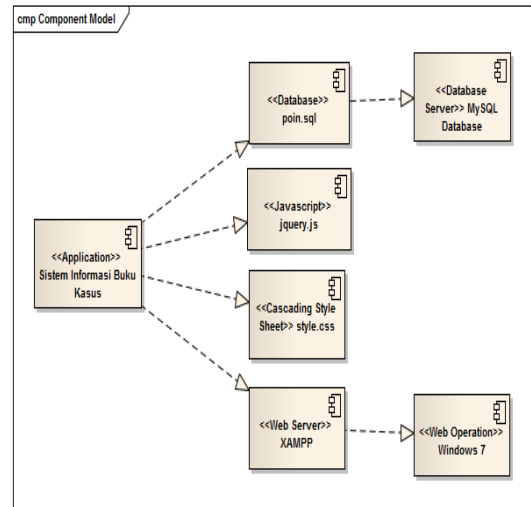 cmp Component Model
<<Database>>
poin.sql
<<Database
Server>> MySQL
Database
<<Javascript>>
jquery.js
<<Application>>
Sistem Informasi Buku
Kasus
<<Cascading Style
Sheet>> style.css
<<Web Server>>
XAMPP
<<Web Operation>>
Windows 7